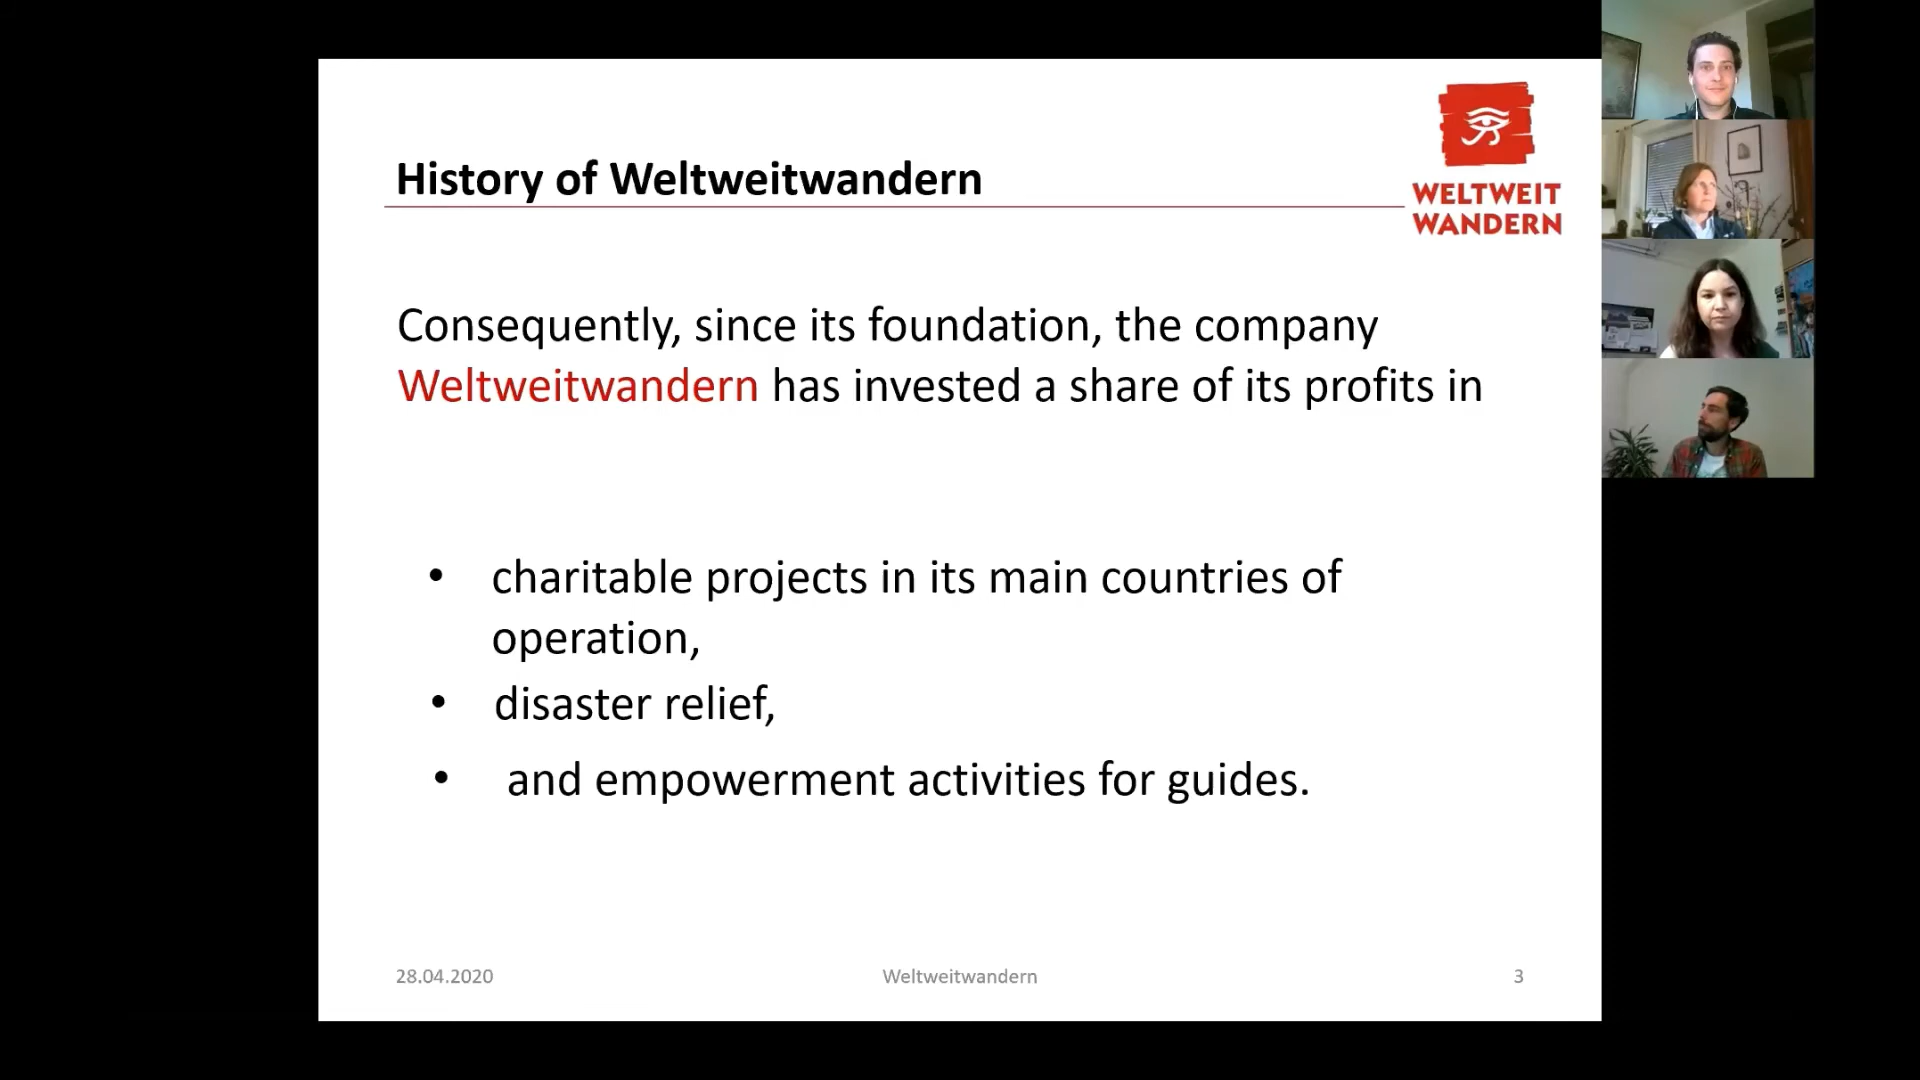 WELTWEIT
WANDERN
History of Weltweitwandern
Consequently, since its foundation, the company
Weltweitwandern has invested a share of its profits in
• charitable projects in its main countries of
operation,
• disaster relief,
• and empowerment activities for guides.
28.04.2020
Weltweitwandern
3